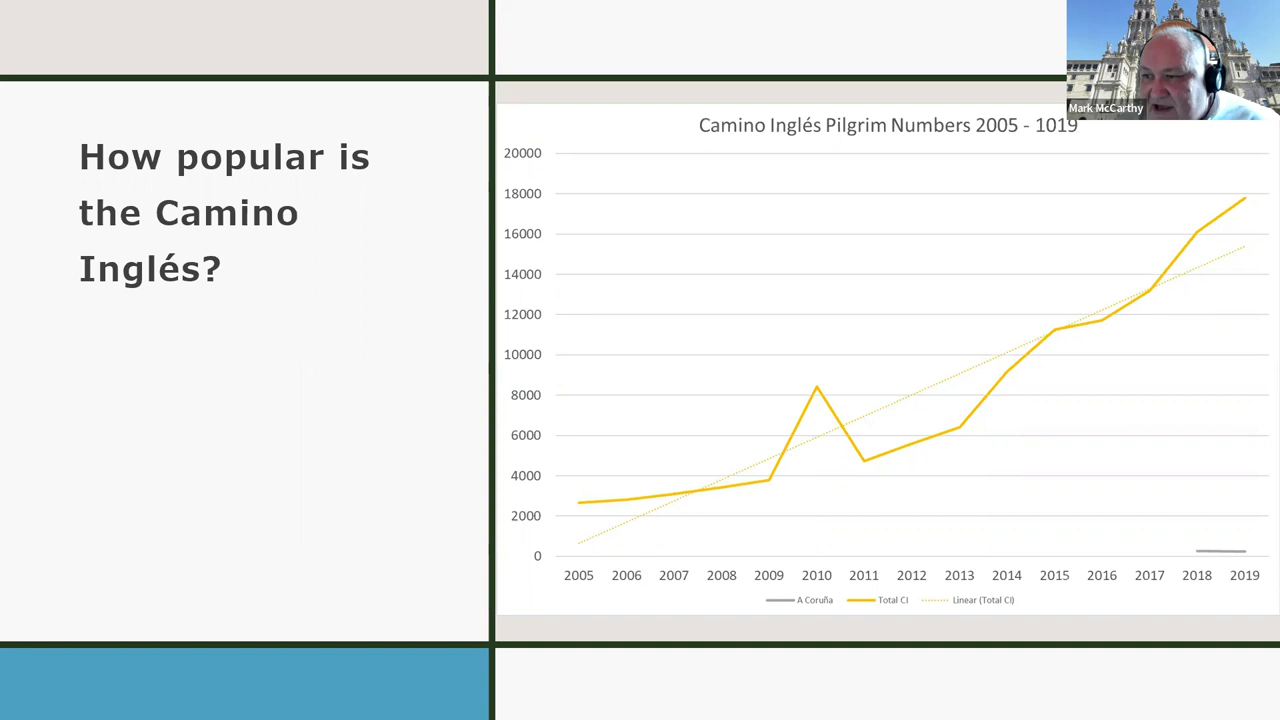 How popular is
the Camino
Inglés?
Mark McCarthy
Camino Inglés Pilgrim Numbers 2005 - 1019
20000
18000
16000
14000
12000
10000
8000
6000
4000
2000
0
2005 2006 2007 2008 2009 2010 2011 2012 2013 2014 2015 2016 2017 2018 2019
A Coruña Total CI Linear (Total CI)